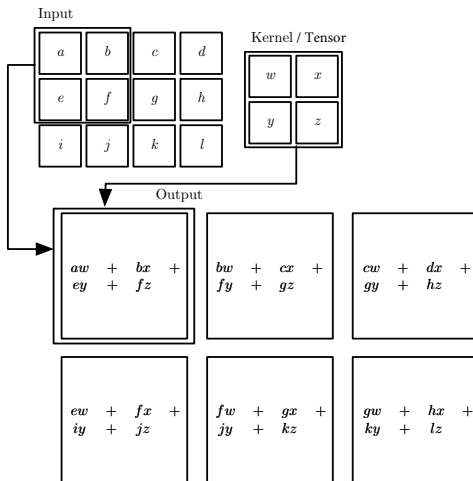 Input
Kernel / Tensor
a b c d
w x
e f g h
y z
i j k l
Output
aw + bx +
ey + fz
bw + cx +
fy + gz
cw + dx +
gy + hz
ew + fx +
iy + jz
fw + gx +
jy + kz
gw + hx +
ky + lz